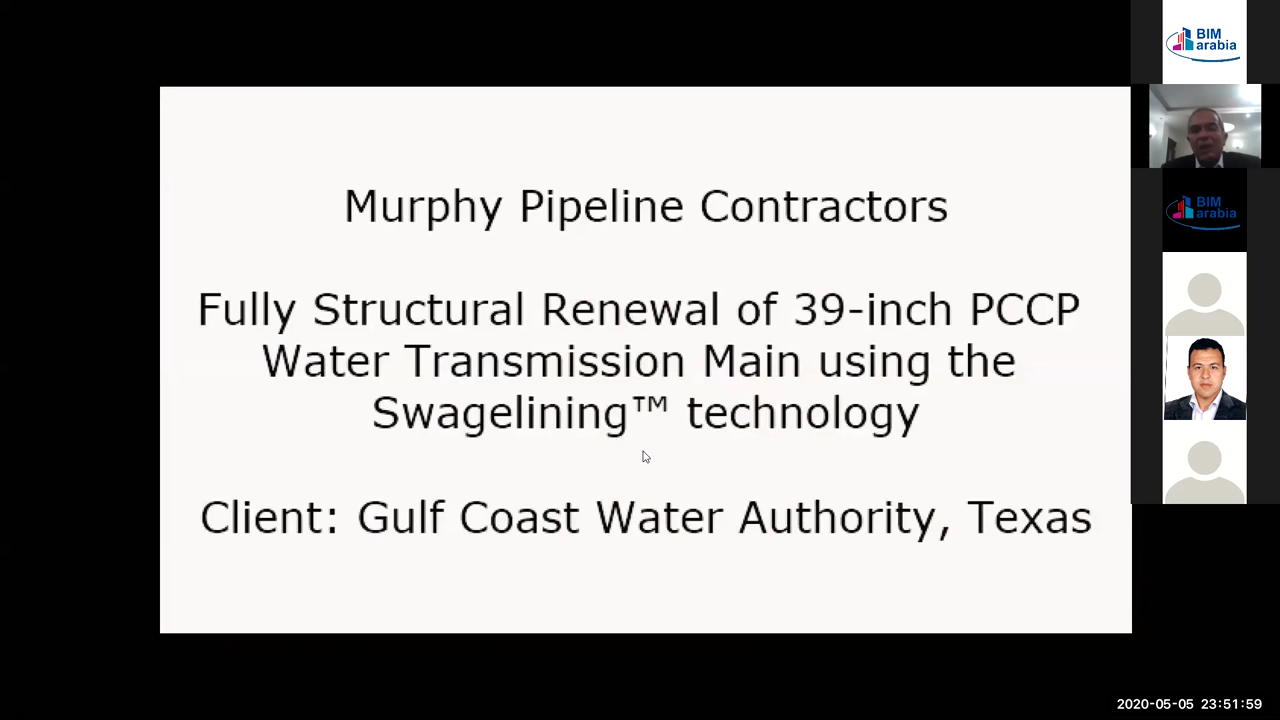 Murphy Pipeline Contractors
Fully Structural Renewal of 39-inch PCCP
Water Transmission Main using the
Swagelining™ technology
Client: Gulf Coast Water Authority, Texas
BIM
arabia
BIM
arabia
2020-05-05 23:51:59